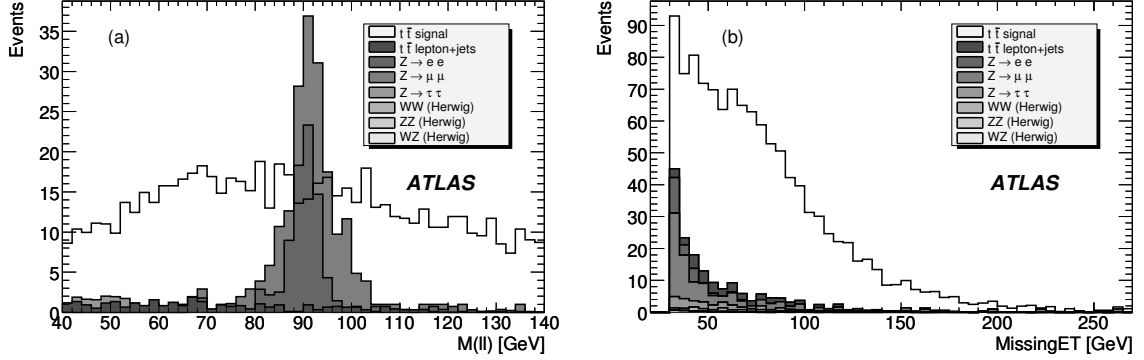 Events
35
30
25
20
15
10
5
0
(a)
t t̄ signal
t t̄ lepton+jets
Z → e e
Z → μ μ
Z → τ τ
WW (Herwig)
ZZ (Herwig)
WZ (Herwig)
ATLAS
40 50 60 70 80 90 100 110 120 130 140
M(ll) [GeV]
Events
90
80
70
60
50
40
30
20
10
0
(b)
t t̄ signal
t t̄ lepton+jets
Z → e e
Z → μ μ
Z → τ τ
WW (Herwig)
ZZ (Herwig)
WZ (Herwig)
ATLAS
50 100 150 200 250
MissingET [GeV]